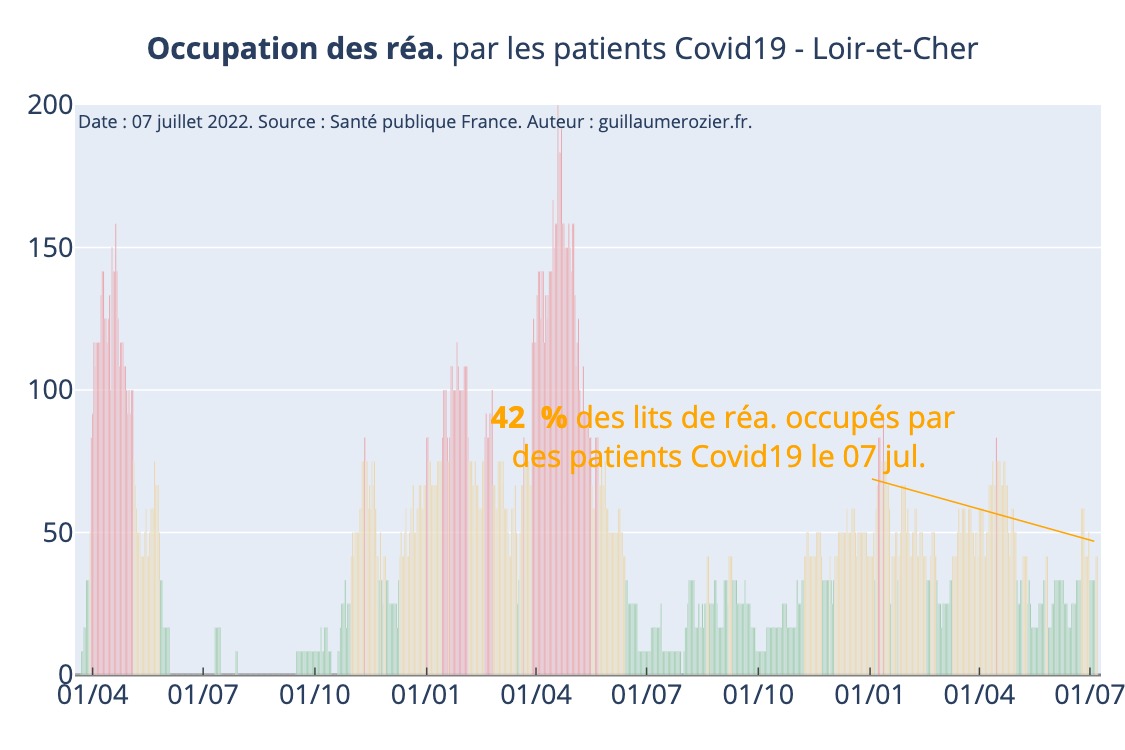 Occupation des réa. par les patients Covid19 - Loir-et-Cher
200
Date : 07 juillet 2022. Source : Santé publique France. Auteur : guillaumerozier.fr.
150
100
42 % des lits de réa. occupés par
des patients Covid19 le 07 jul.
50
0
01/04 01/07 01/10 01/01 01/04 01/07 01/10 01/01 01/04 01/07